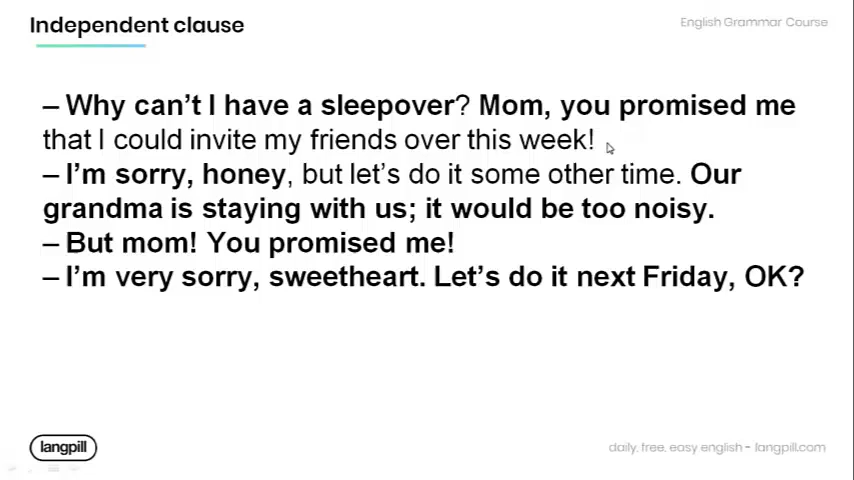 Independent clause
English Grammar Course
– Why can’t I have a sleepover? Mom, you promised me
that I could invite my friends over this week!
– I’m sorry, honey, but let’s do it some other time. Our
grandma is staying with us; it would be too noisy.
– But mom! You promised me!
– I’m very sorry, sweetheart. Let’s do it next Friday, OK?
langpill
daily, free, easy english - langpill.com